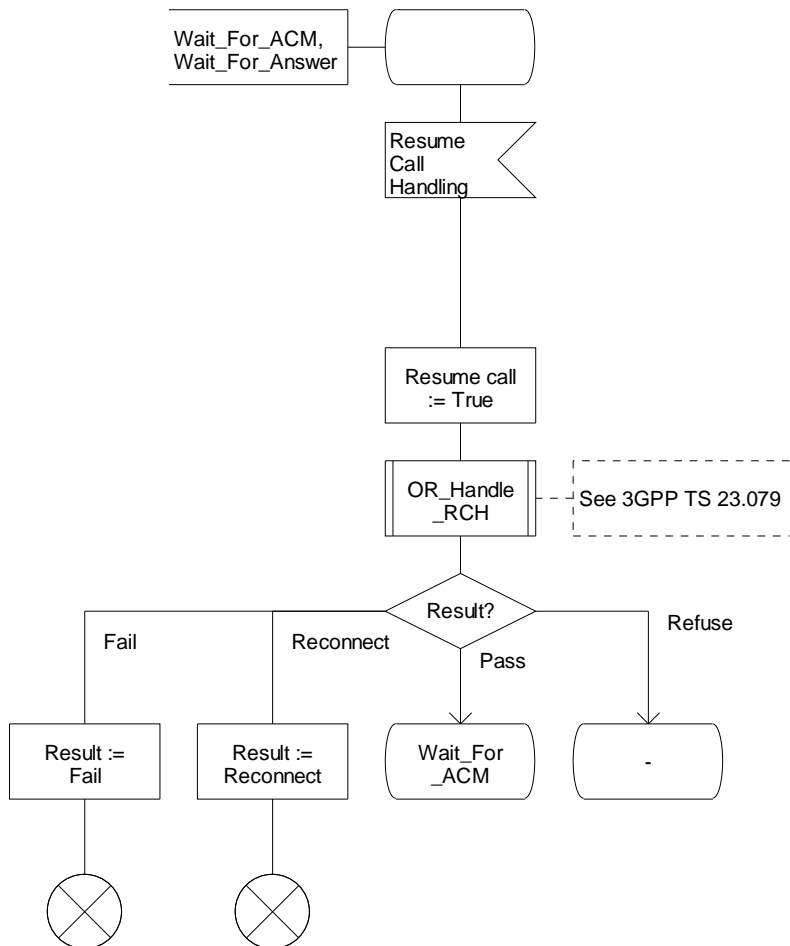 Wait_For_ACM,
Wait_For_Answer
Resume
Call
Handling
Resume call
:= True
OR_Handle
_RCH
See 3GPP TS 23.079
Result?
Fail
Reconnect
Pass
Refuse
Result :=
Fail
Result :=
Reconnect
Wait_For
_ACM
-